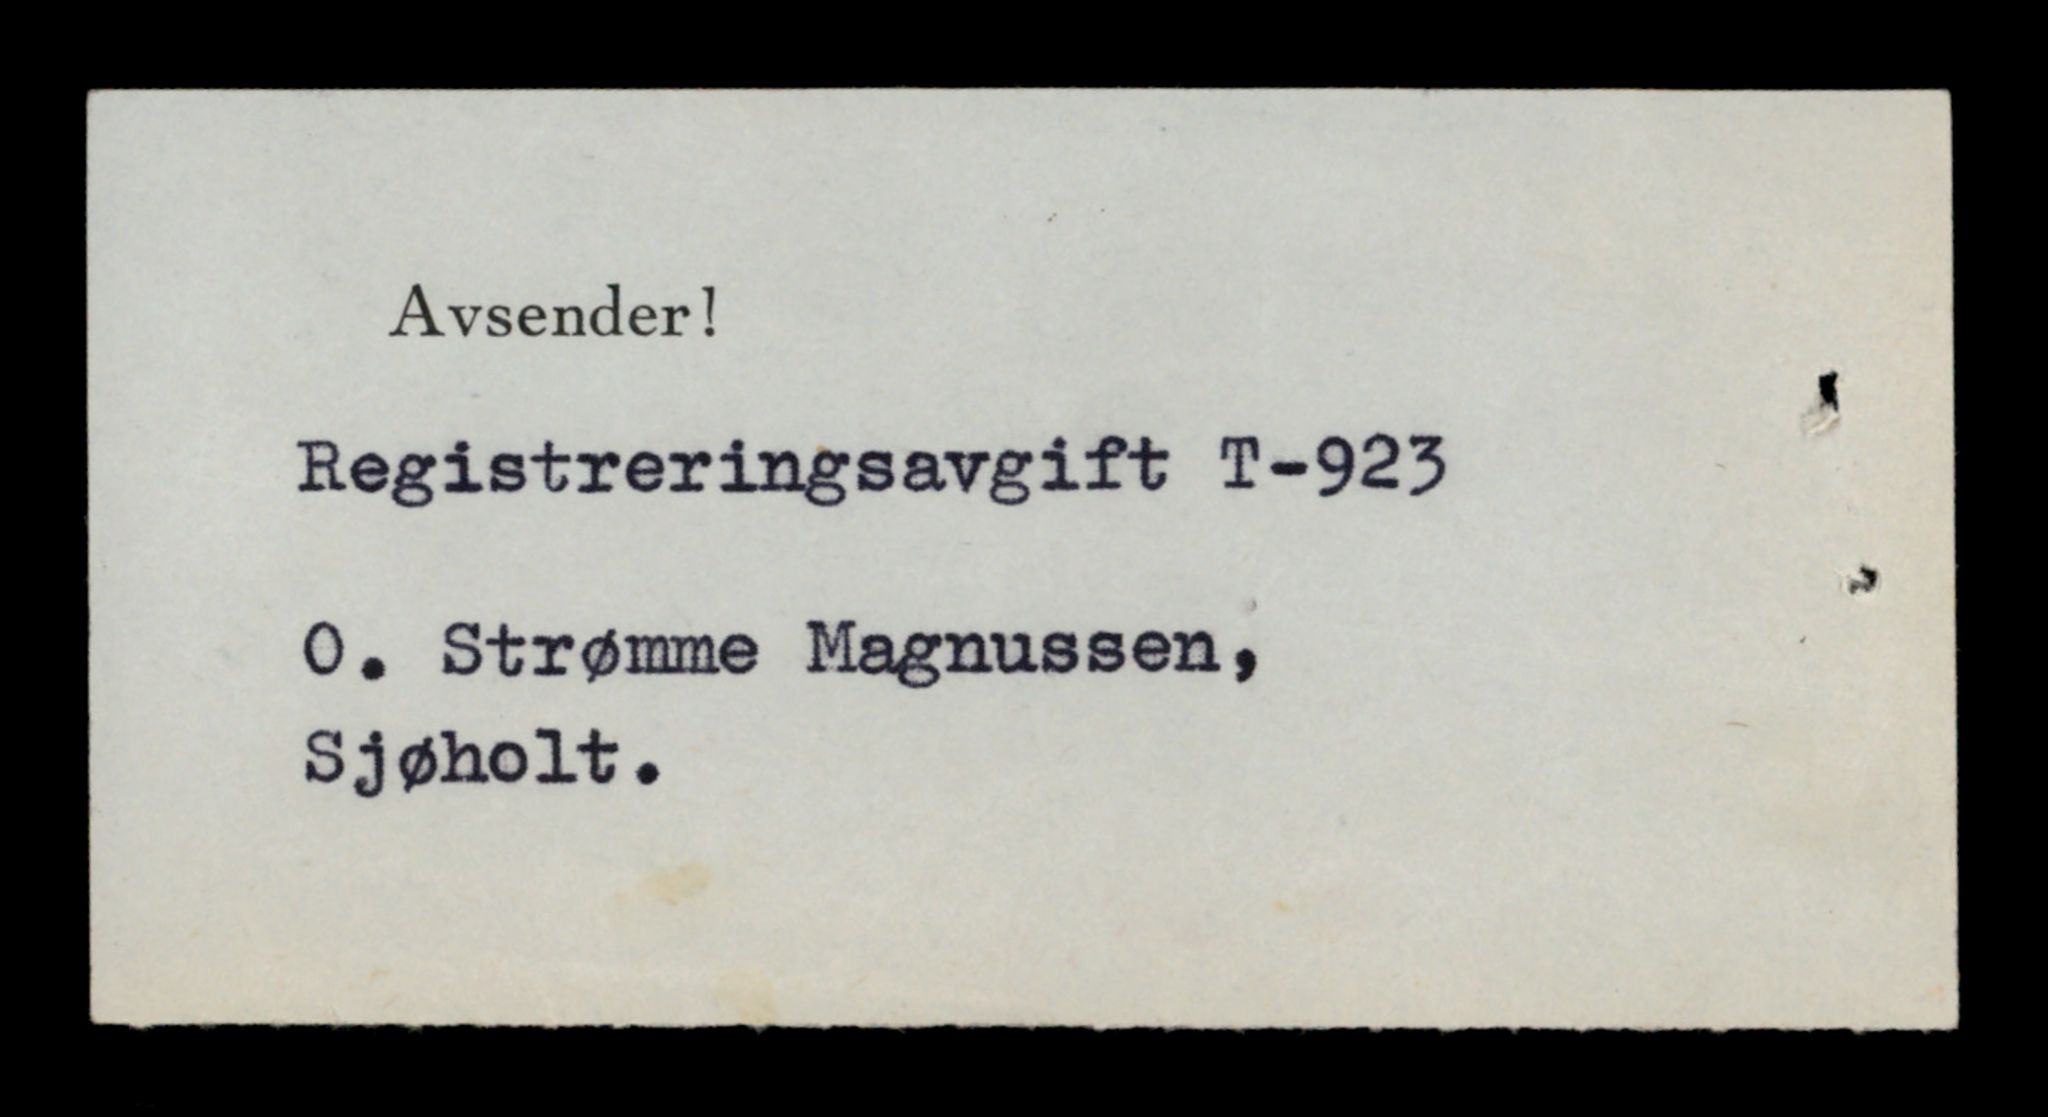 Avsender!
Registreringsavgift T-923
O. Strømme Magnussen,
Sjøholt.